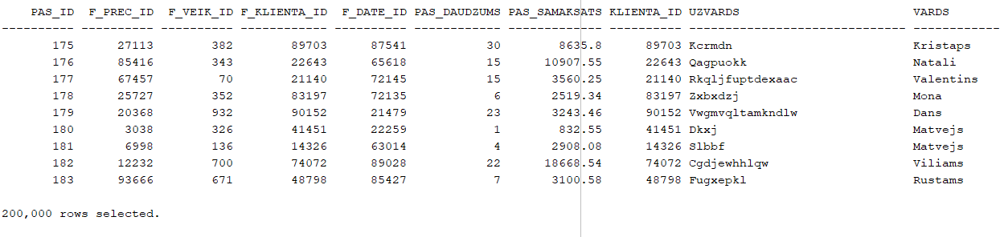 PAS_ID F_PREC_ID F_VEIK_ID F_KLIENTA_ID F_DATE_ID PAS_DAUDZUMS PAS_SAMAKSATS KLIENTA_ID UZVARDS VARDS
---------- ---------- ---------- ------------ ---------- ------------ ------------- ---------- ------------------------------ ------------
175 27113 382 89703 87541 30 8635.8 89703 Kcrmdn Kristaps
176 85416 343 22643 65618 15 10907.55 22643 Qagpuokk Natali
177 67457 70 21140 72145 15 3560.25 21140 Rkqljfuptdexaac Valentins
178 25727 352 83197 72135 6 2519.34 83197 Zxbxdzj Mona
179 20368 932 90152 21479 23 3243.46 90152 Vwgmvqltamkndlw Dans
180 3038 326 41451 22259 1 832.55 41451 Dkxj Matvejs
181 6998 136 14326 63014 4 2908.08 14326 Slbbf Matvejs
182 12232 700 74072 89028 22 18668.54 74072 Cgdjewhhlqw Viliams
183 93666 671 48798 85427 7 3100.58 48798 Fugxepkl Rustams
200,000 rows selected.